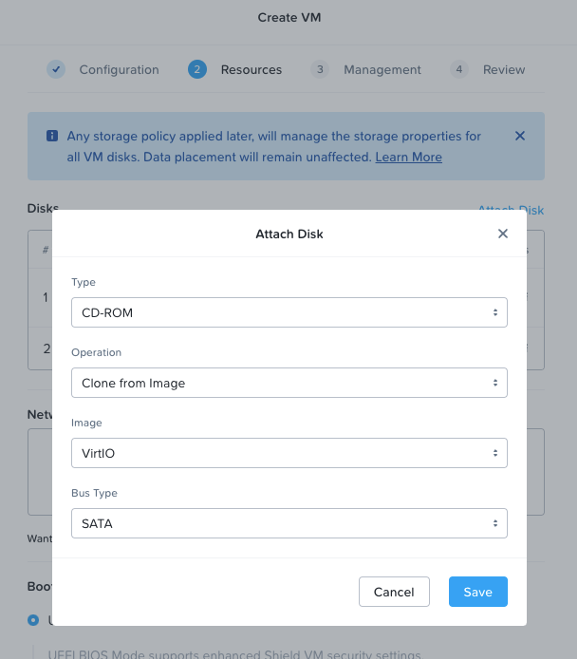 Create VM
Configuration
2 Resources
3 Management
4 Review
Any storage policy applied later, will manage the storage properties for
all VM disks. Data placement will remain unaffected. Learn More
Disks
Attach Disk
#
1
2
Attach Disk
Type
CD-ROM
Operation
Clone from Image
Image
VirtIO
Bus Type
SATA
Want
Cancel
Save
UEFI BIOS Mode supports enhanced Shield VM security settings